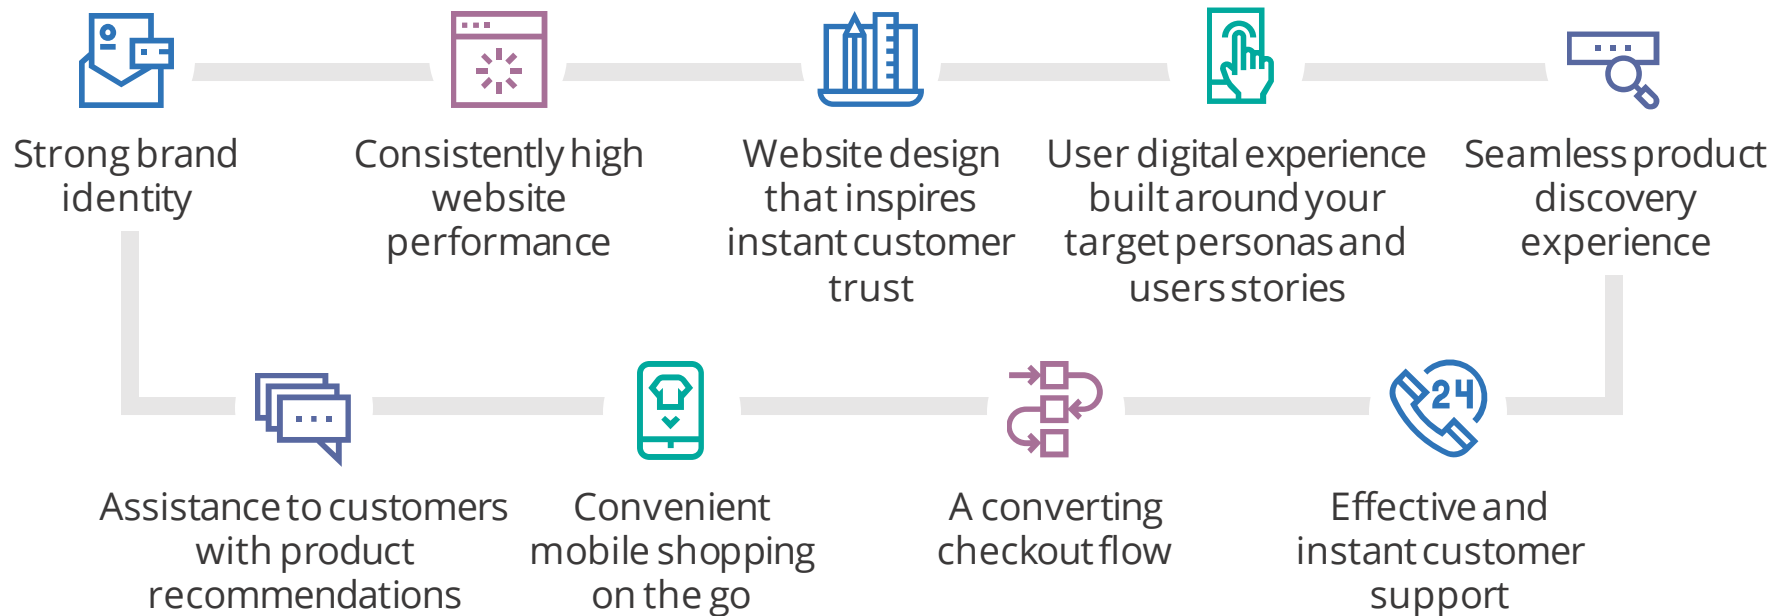 Strong brand
identity
Consistently high
website
performance
Website design
that inspires
instant customer
trust
User digital experience
built around your
target personas and
users stories
Seamless product
discovery
experience
24
Assistance to customers
with product
recommendations
Convenient
mobile shopping
on the go
A converting
checkout flow
Effective and
instant customer
support